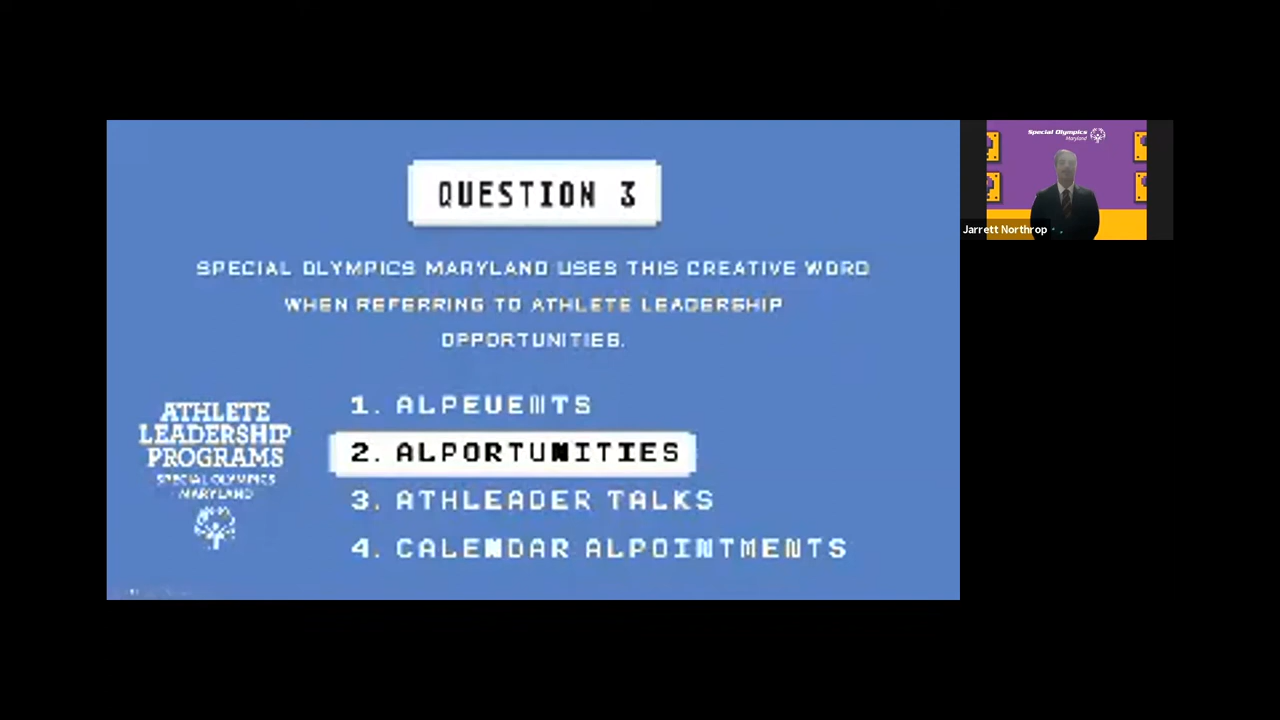 QUESTION 3
SPECIAL OLYMPICS MARYLAND USES THIS CREATIVE WORD
WHEN REFERRING TO ATHLETE LEADERSHIP
OPPORTUNITIES.
1. ALPEVENTS
2. ALPORTUNITIES
3. ATHLEADER TALKS
4. CALENDAR ALPOINTMENTS
ATHLETE
LEADERSHIP
PROGRAMS
SPECIAL OLYMPICS
MARYLAND
Special Olympics
Maryland
Jarrett Northrop